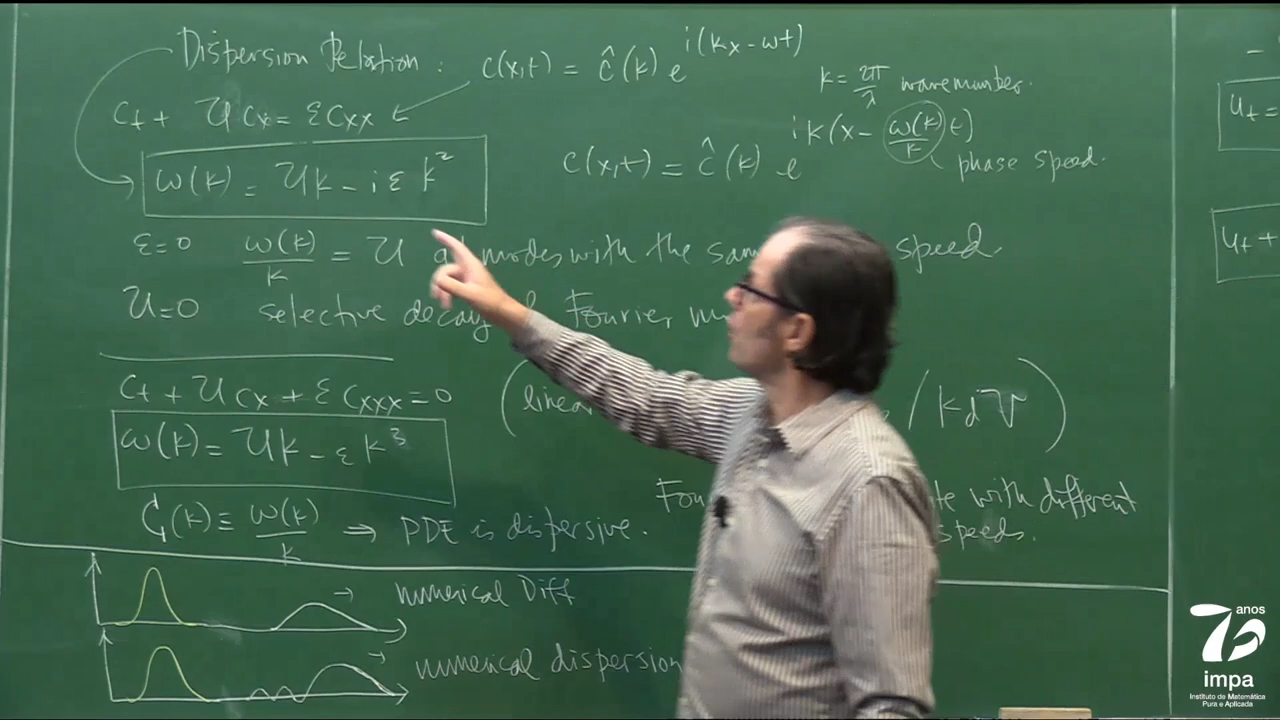 Dispersion Relation : c(x,t) = ĉ(k) e^{i(kx-ωt)}
k = 2π/λ wavenumber.
c_t + U c_x = ε c_xx
c(x,t) = ĉ(k) e^{ik(x - ω(k)/k t)}
phase speed.
ω(k) = Uk - iεk²
ε=0 ω(k)/k = U modes with the speed
U=0 selective decay Fourier
c_t + U c_x + ε c_xxx = 0 (linear / KdV)
ω(k) = Uk - εk³
with different
speeds.
C(k) ≡ ω(k)/k ⇒ PDE is dispersive.
numerical Diff
numerical dispersion
u_t =
u_t +
anos
75
impa
Instituto de Matemática
Pura e Aplicada